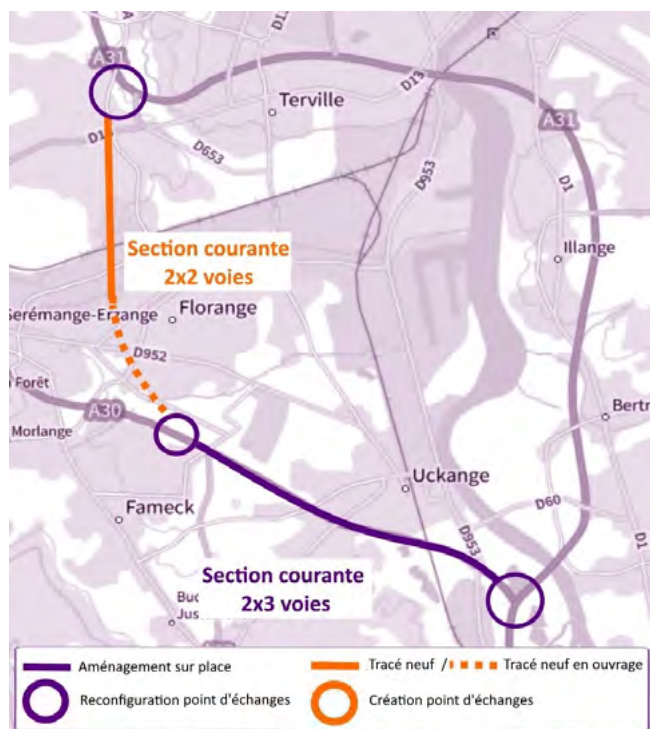 A31
D13
Terville
D653
A31
D1
D953
Illange
Section courante
2x2 voies
Serémange-Erzange
Florange
D952
Forêt
A30
Bertr
Morlange
Uckange
D60
Fameck
D953
D1
Section courante
2x3 voies
Buc
Jus
Aménagement sur place
Tracé neuf / Tracé neuf en ouvrage
Reconfiguration point d'échanges
Création point d'échanges